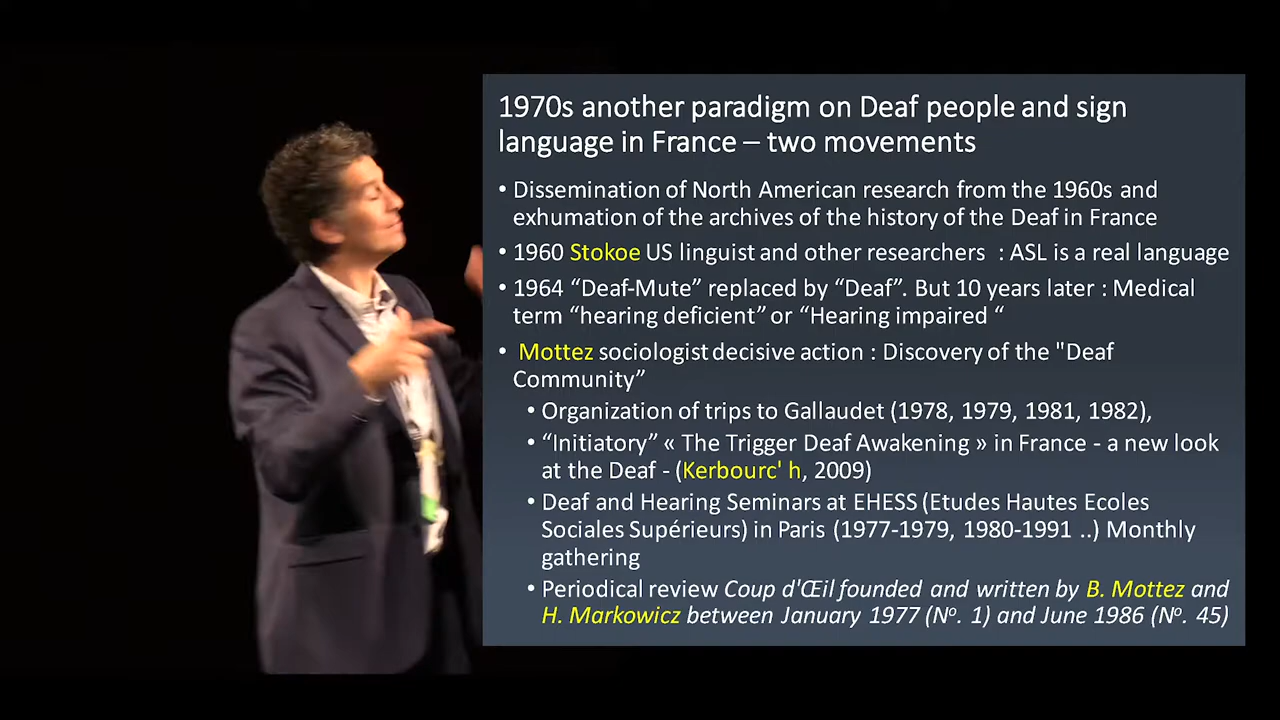 1970s another paradigm on Deaf people and sign
language in France – two movements
• Dissemination of North American research from the 1960s and
exhumation of the archives of the history of the Deaf in France
• 1960 Stokoe US linguist and other researchers : ASL is a real language
• 1964 “Deaf-Mute” replaced by “Deaf”. But 10 years later : Medical
term “hearing deficient” or “Hearing impaired “
• Mottez sociologist decisive action : Discovery of the "Deaf
Community”
• Organization of trips to Gallaudet (1978, 1979, 1981, 1982),
• “Initiatory” « The Trigger Deaf Awakening » in France - a new look
at the Deaf - (Kerbourc' h, 2009)
• Deaf and Hearing Seminars at EHESS (Etudes Hautes Ecoles
Sociales Supérieurs) in Paris (1977-1979, 1980-1991 ..) Monthly
gathering
• Periodical review Coup d'Œil founded and written by B. Mottez and
H. Markowicz between January 1977 (Nº. 1) and June 1986 (Nº. 45)